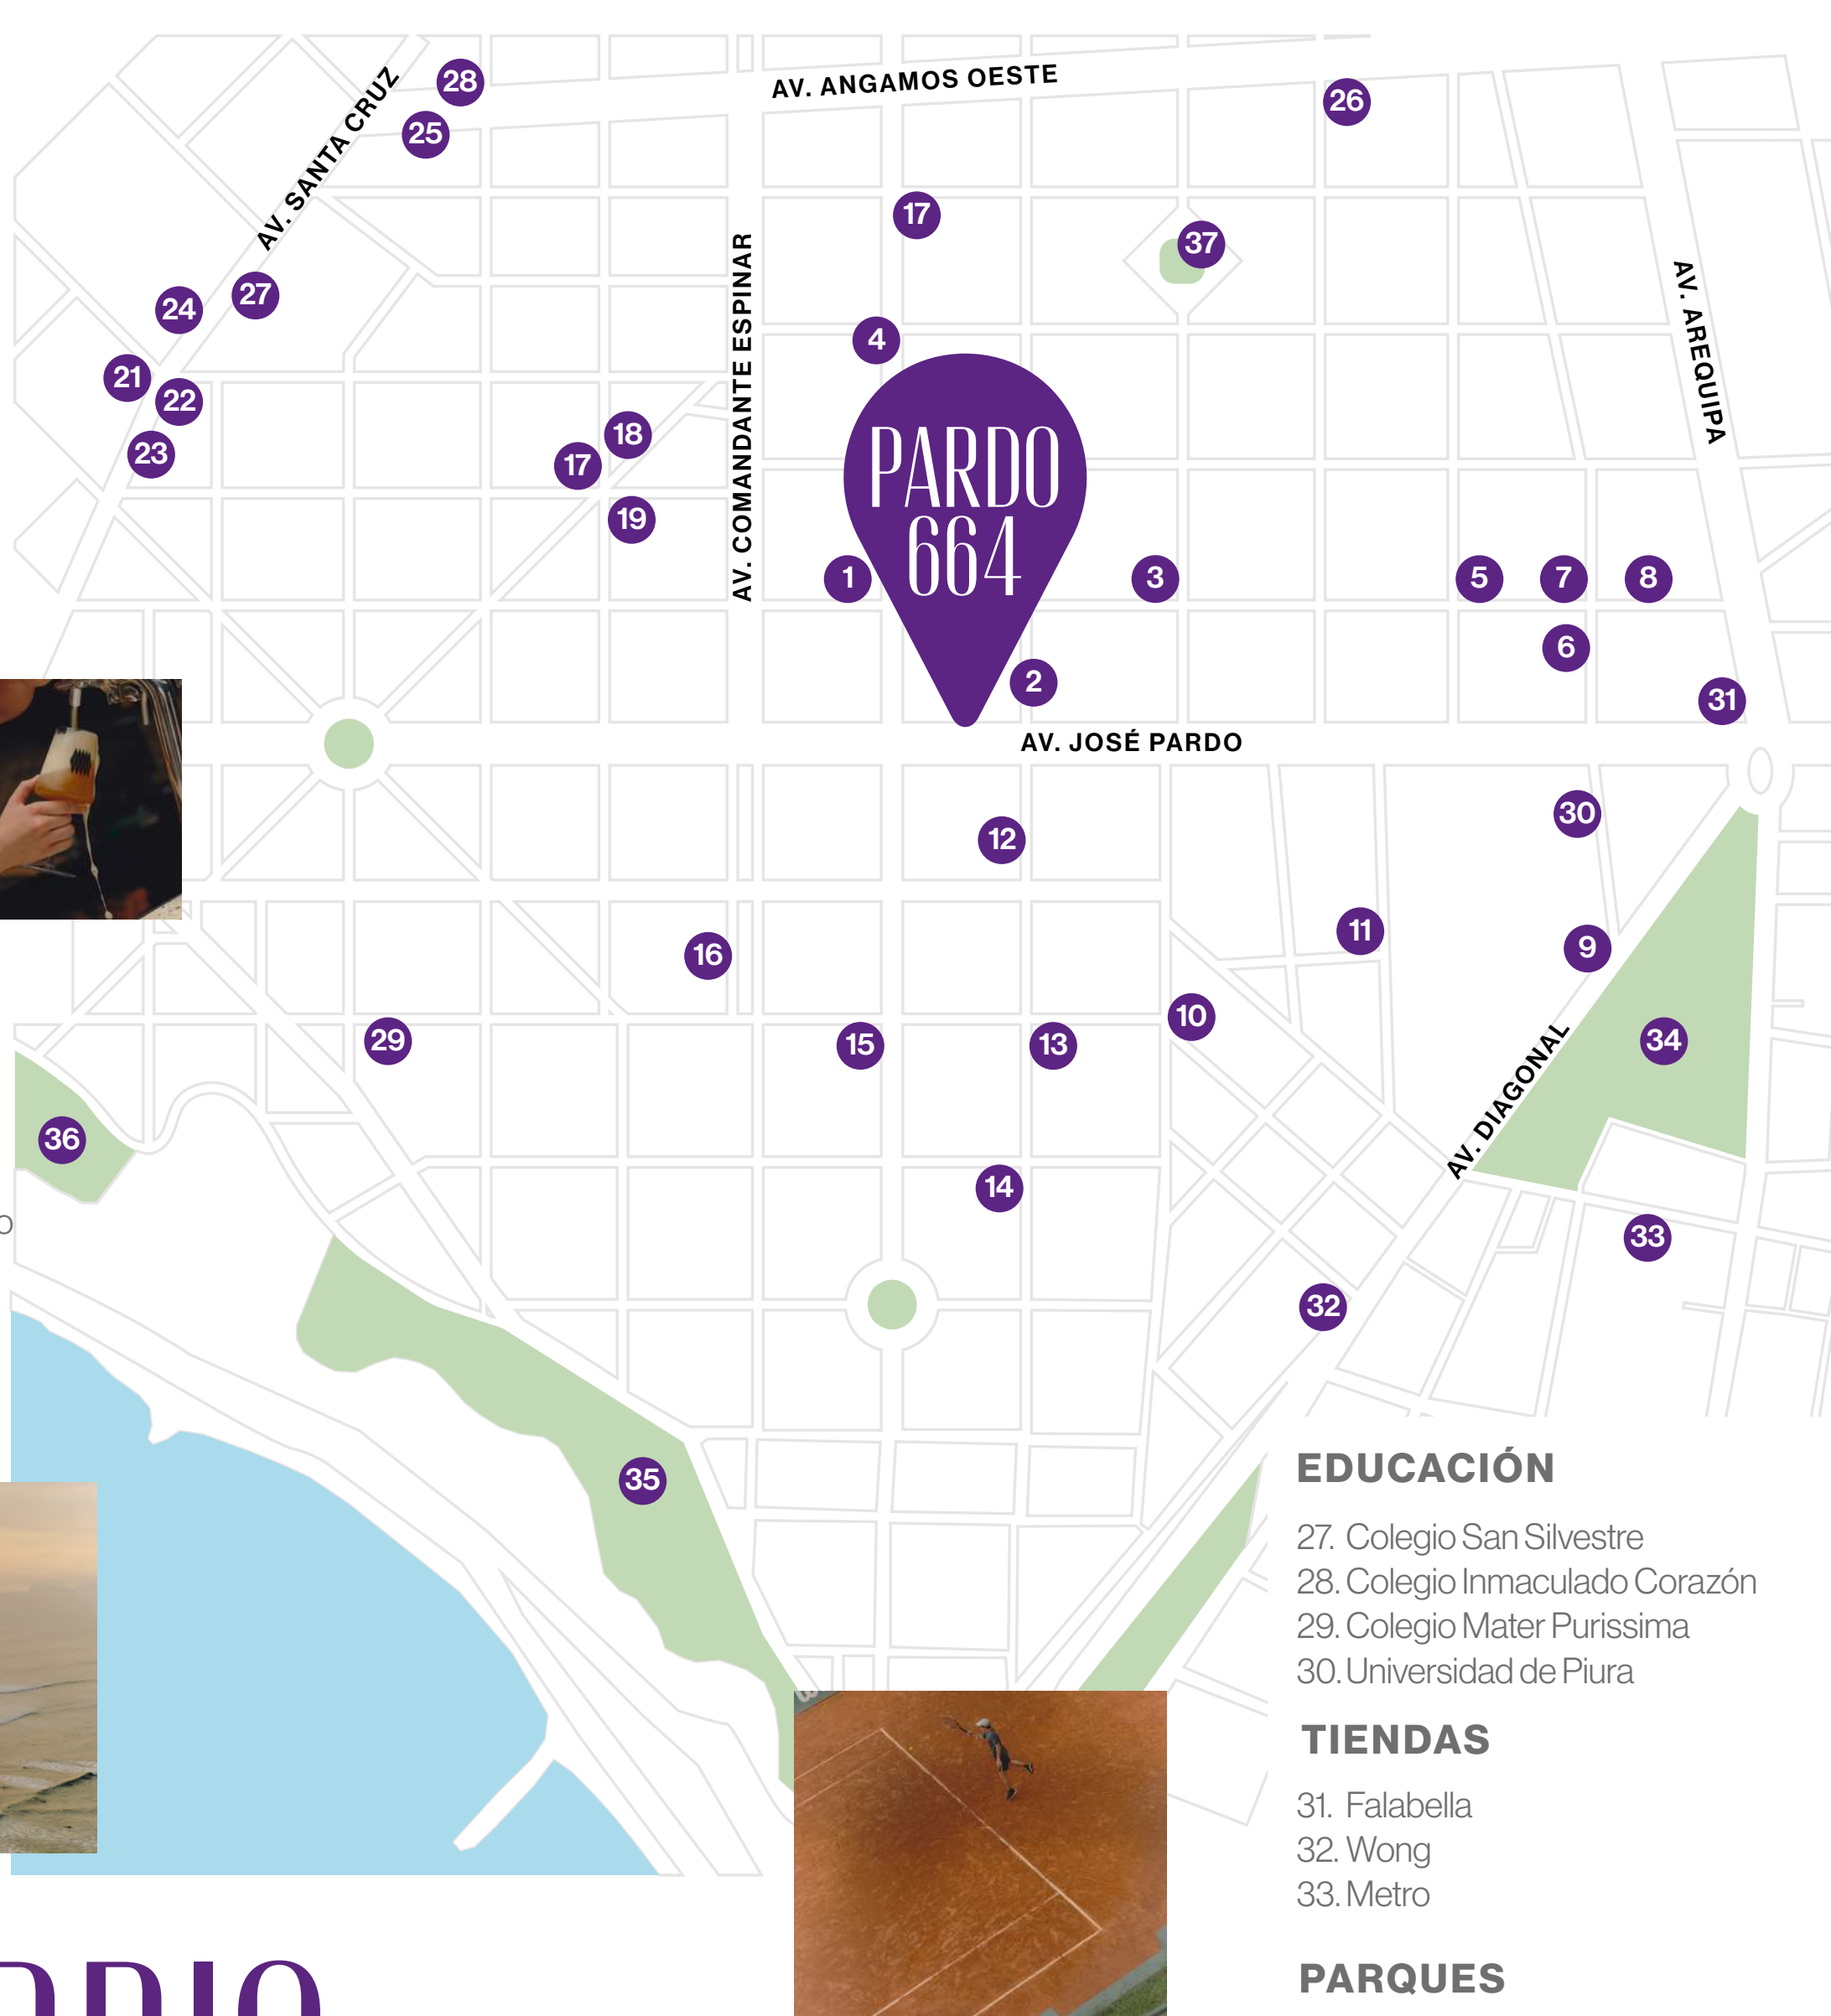 28
AV. ANGAMOS OESTE
26
25
AV. SANTA CRUZ
17
37
27
24
4
AV. COMANDANTE ESPINAR
AV. AREQUIPA
21
22
23
18
17
19
PARDO
664
1
3
5
7
8
6
2
31
AV. JOSÉ PARDO
30
12
11
9
16
10
29
15
13
34
AV. DIAGONAL
36
14
33
32
35
EDUCACIÓN
27. Colegio San Silvestre
28. Colegio Inmaculado Corazón
29. Colegio Mater Purissima
30. Universidad de Piura
TIENDAS
31. Falabella
32. Wong
33. Metro
PARQUES